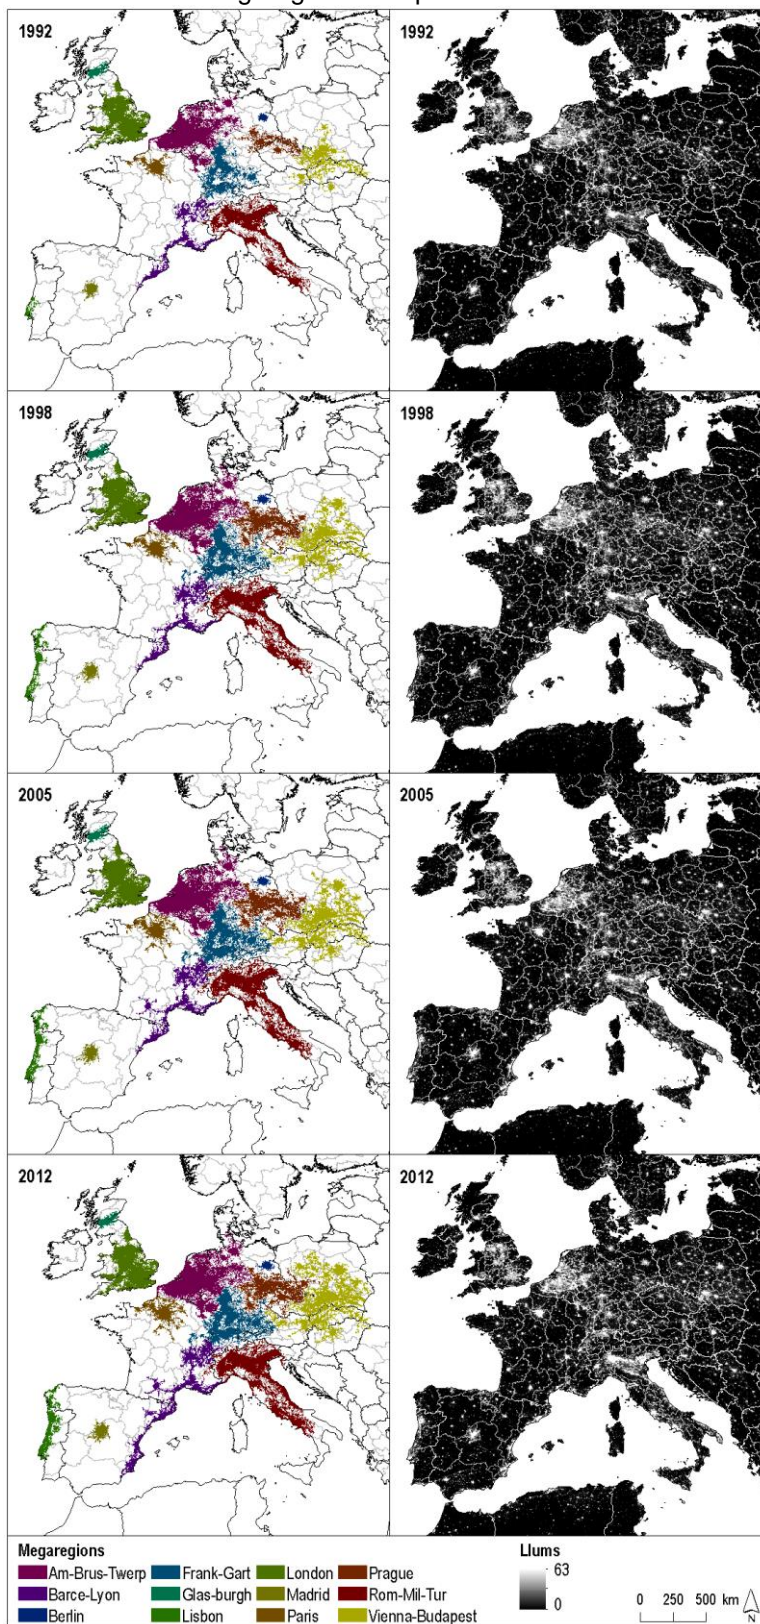 1992
1992
1998
1998
2005
2005
2012
2012
Megaregions
Am-Brus-Twerp Frank-Gart London Prague
Barce-Lyon Glas-burgh Madrid Rom-Mil-Tur
Berlin Lisbon Paris Vienna-Budapest
Llums
63
0
0 250 500 km
N